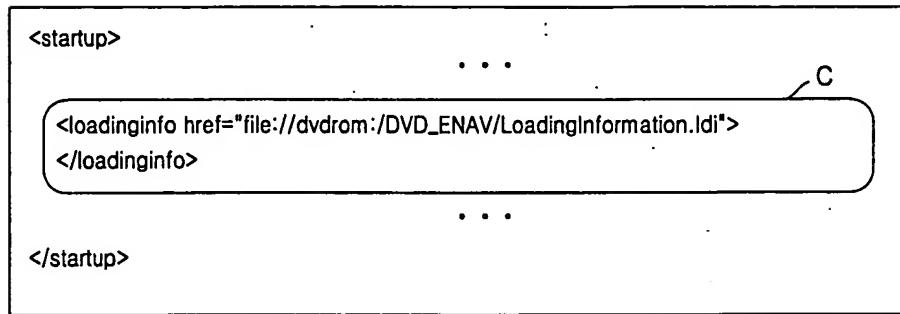 <startup>
• • •
C
<loadinginfo href="file://dvdrom:/DVD_ENAV/LoadingInformation.ldi">
</loadinginfo>
• • •
</startup>